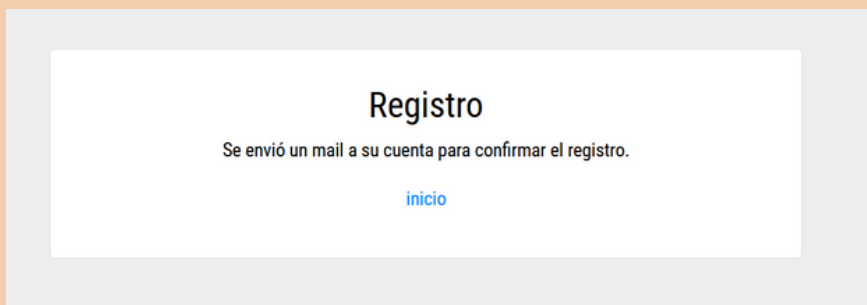 Registro
Se envió un mail a su cuenta para confirmar el registro.
inicio